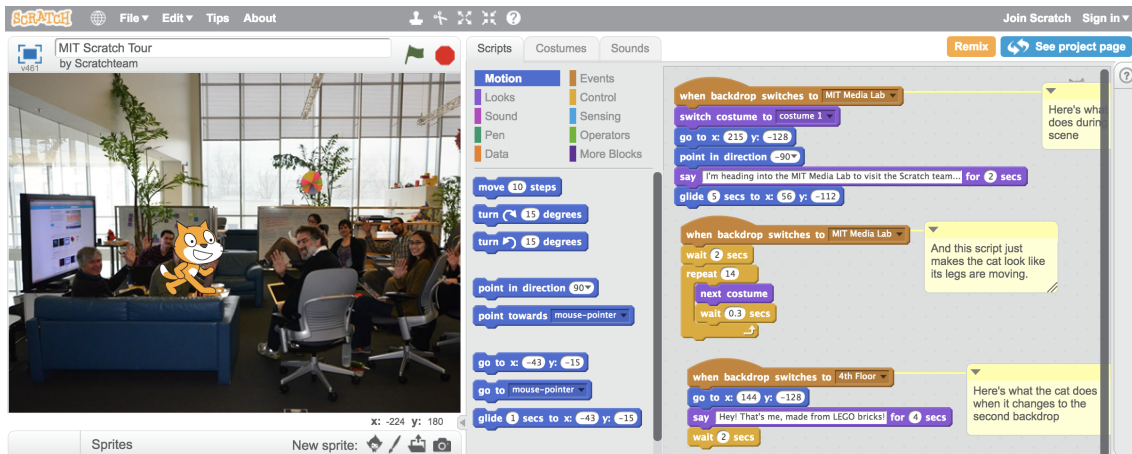 SCRATCH File Edit Tips About Join Scratch Sign in
MIT Scratch Tour
by Scratchteam
v461
Scripts Costumes Sounds
Remix See project page
Motion Events
Looks Control
Sound Sensing
Pen Operators
Data More Blocks
move 10 steps
turn 15 degrees
turn 15 degrees
point in direction 90
point towards mouse-pointer
go to x: -43 y: -15
go to mouse-pointer
glide 1 secs to x: -43 y: -15
when backdrop switches to MIT Media Lab
switch costume to costume 1
go to x: 215 y: -128
point in direction -90
say I'm heading into the MIT Media Lab to visit the Scratch team... for 2 secs
glide 5 secs to x: 56 y: -112
Here's what
does during
scene
when backdrop switches to MIT Media Lab
wait 2 secs
repeat 14
next costume
wait 0.3 secs
And this script just
makes the cat look like
its legs are moving.
when backdrop switches to 4th Floor
go to x: 144 y: -128
say Hey! That's me, made from LEGO bricks! for 4 secs
wait 2 secs
Here's what the cat does
when it changes to the
second backdrop
x: -224 y: 180
Sprites New sprite: